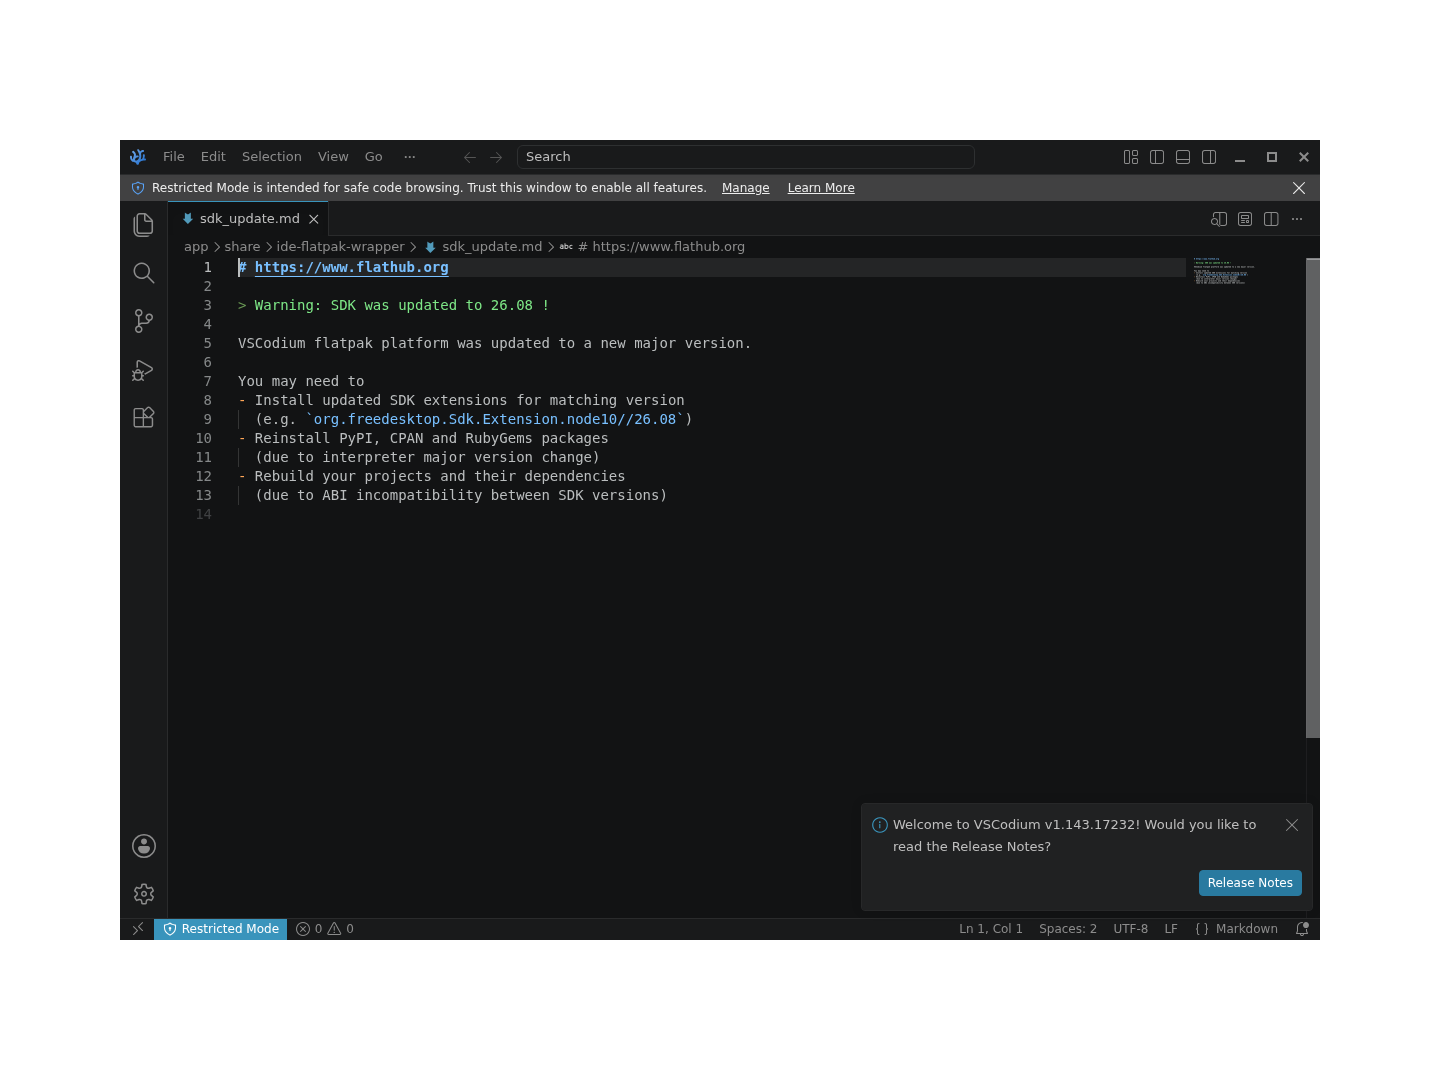 File Edit Selection View Go ··· Search
Restricted Mode is intended for safe code browsing. Trust this window to enable all features. Manage Learn More
sdk_update.md
app > share > ide-flatpak-wrapper > sdk_update.md > abc # https://www.flathub.org
1 # https://www.flathub.org
2
3 > Warning: SDK was updated to 26.08 !
4
5 VSCodium flatpak platform was updated to a new major version.
6
7 You may need to
8 - Install updated SDK extensions for matching version
9 (e.g. `org.freedesktop.Sdk.Extension.node10//26.08`)
10 - Reinstall PyPI, CPAN and RubyGems packages
11 (due to interpreter major version change)
12 - Rebuild your projects and their dependencies
13 (due to ABI incompatibility between SDK versions)
14
Welcome to VSCodium v1.143.17232! Would you like to
read the Release Notes?
Release Notes
Restricted Mode 0 0 Ln 1, Col 1 Spaces: 2 UTF-8 LF { } Markdown